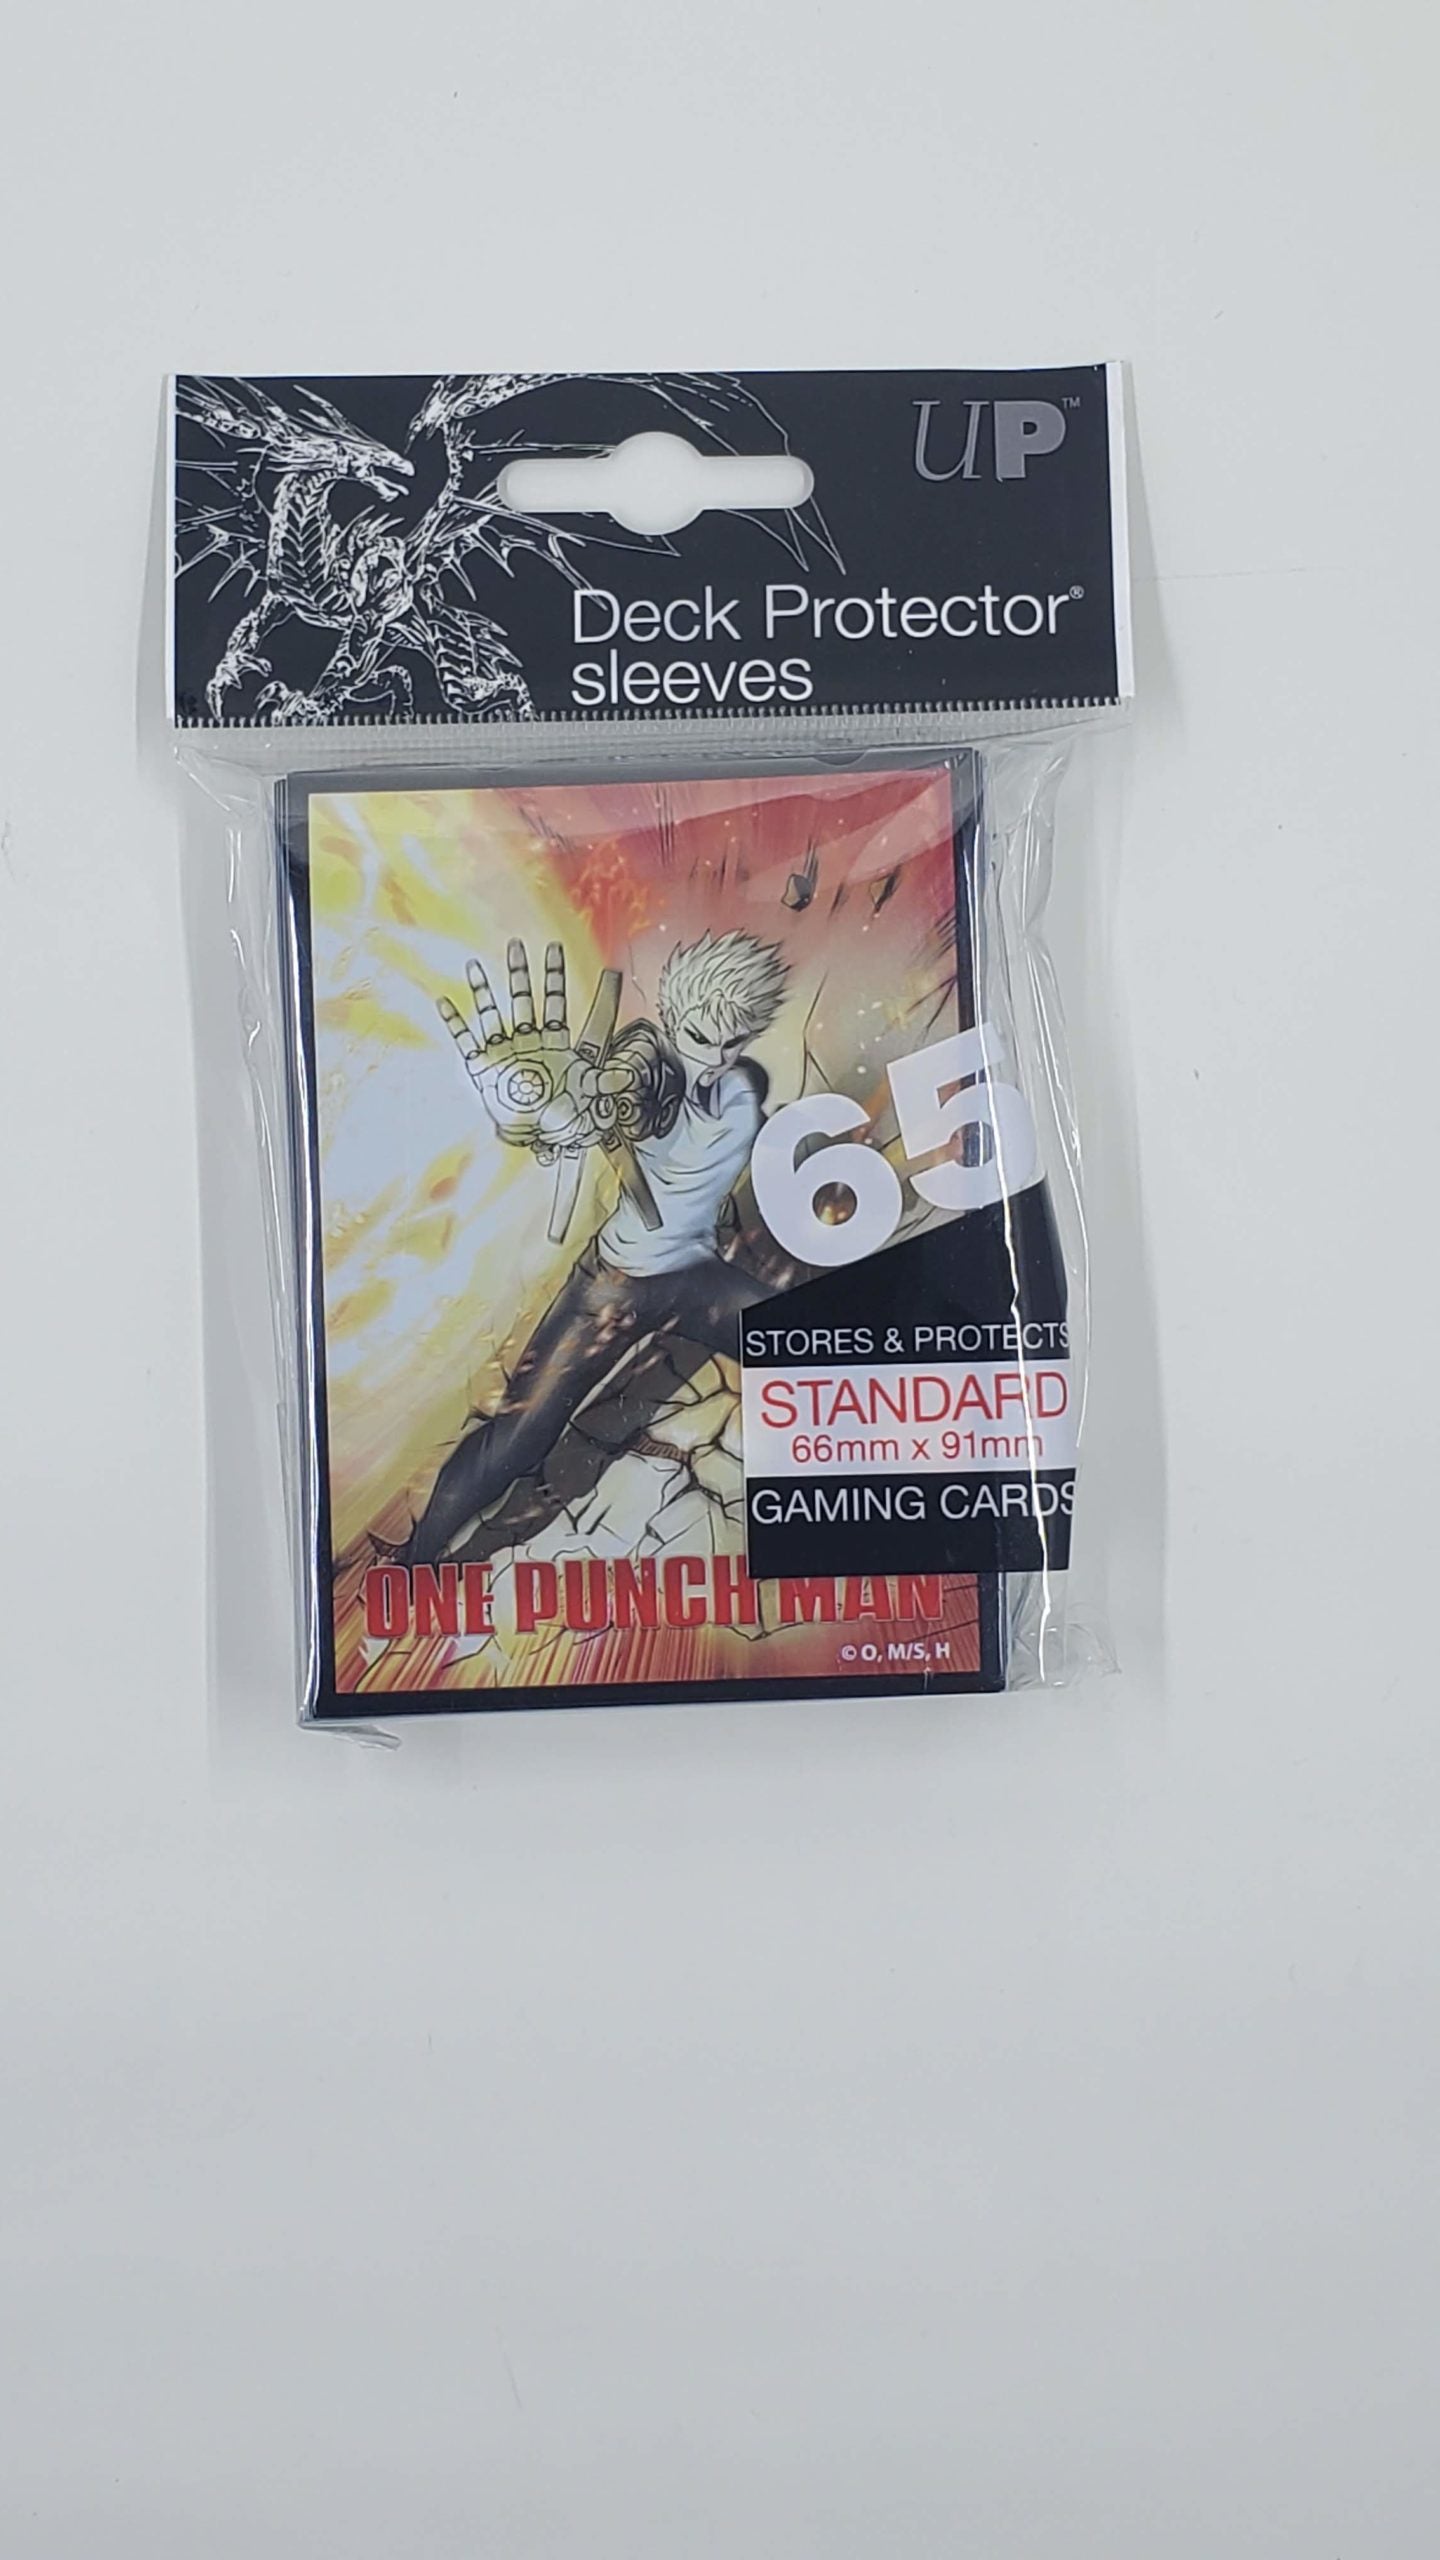 UP™
Deck Protector®
sleeves
65
STORES & PROTECTS
STANDARD
66mm x 91mm
GAMING CARDS
ONE PUNCH MAN
© O, M/S, H